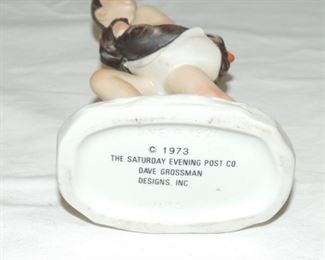 © 1973
THE SATURDAY EVENING POST CO.
DAVE GROSSMAN
DESIGNS, INC.